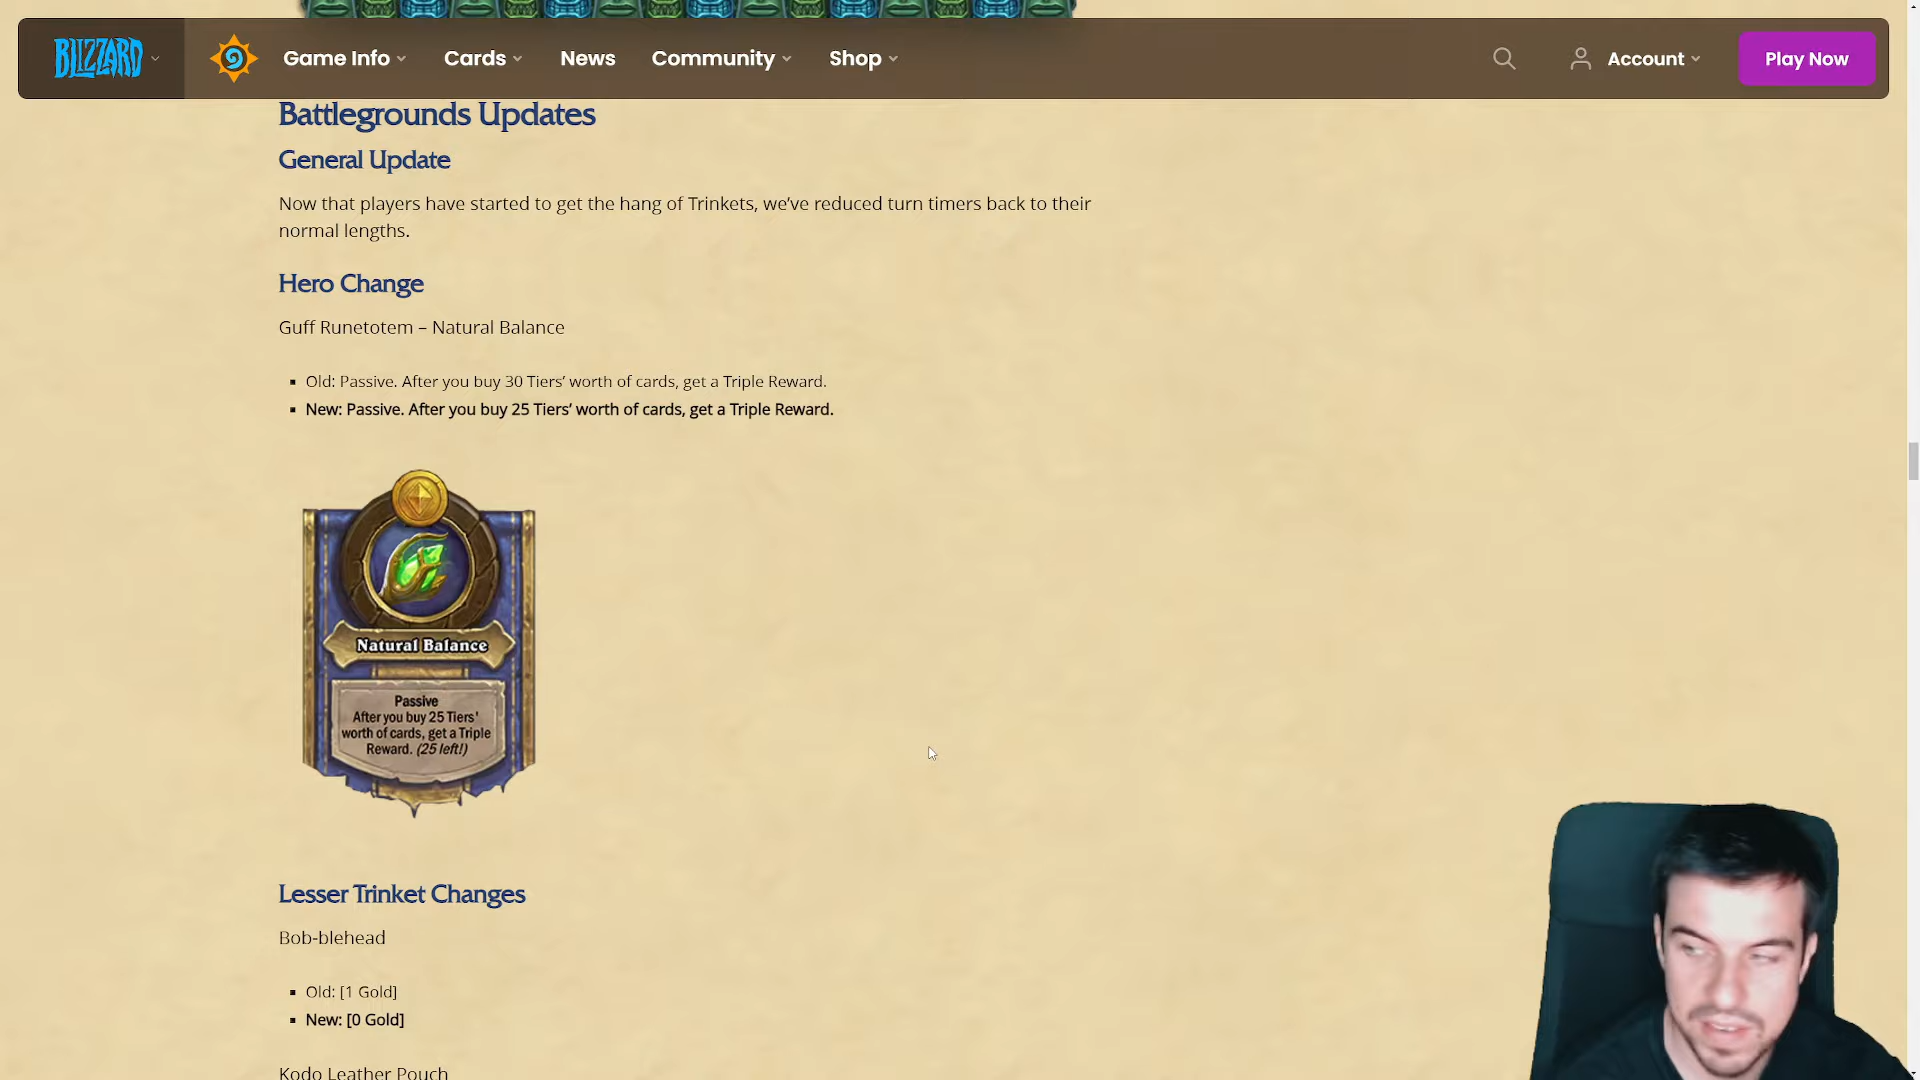 BLIZZARD
Game Info
Cards
News
Community
Shop
Account
Play Now
Battlegrounds Updates
General Update
Now that players have started to get the hang of Trinkets, we’ve reduced turn timers back to their
normal lengths.
Hero Change
Guff Runetotem – Natural Balance
Old: Passive. After you buy 30 Tiers’ worth of cards, get a Triple Reward.
New: Passive. After you buy 25 Tiers’ worth of cards, get a Triple Reward.
Natural Balance
Passive
After you buy 25 Tiers'
worth of cards, get a Triple
Reward. (25 left!)
Lesser Trinket Changes
Bob-blehead
Old: [1 Gold]
New: [0 Gold]
Kodo Leather Pouch